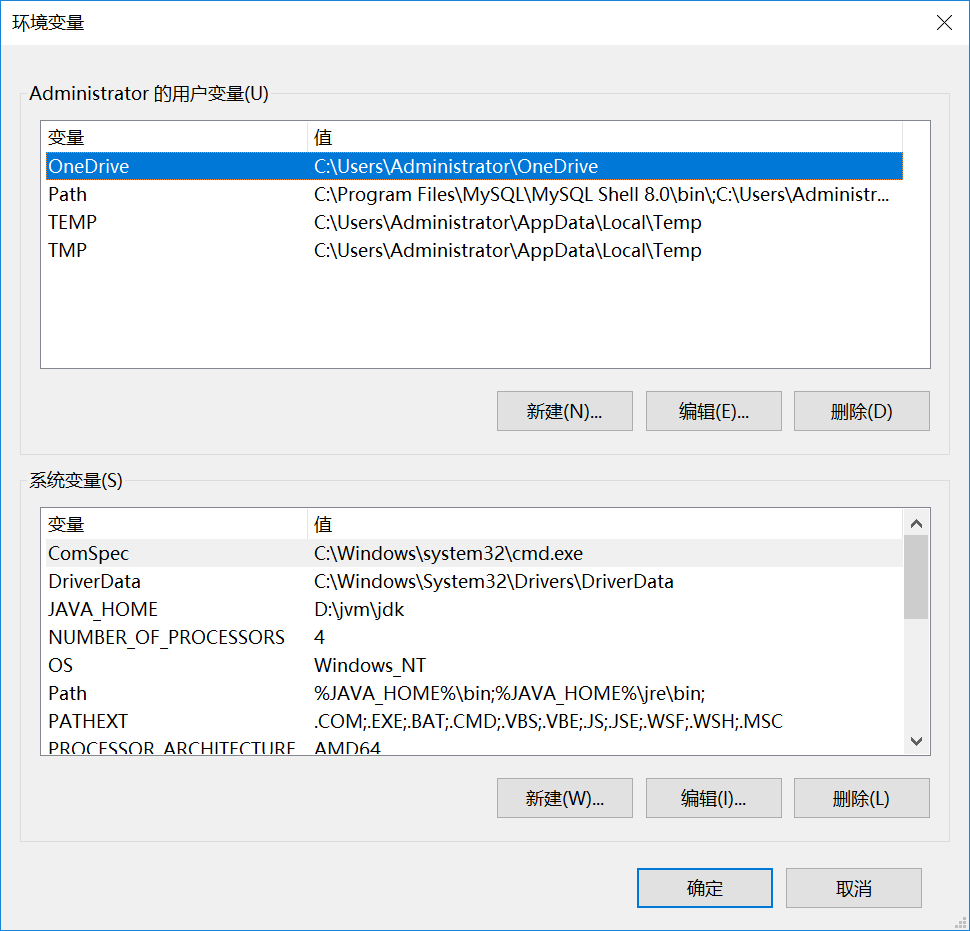 环境变量
Administrator 的用户变量(U)
变量 值
OneDrive C:\Users\Administrator\OneDrive
Path C:\Program Files\MySQL\MySQL Shell 8.0\bin\;C:\Users\Administr...
TEMP C:\Users\Administrator\AppData\Local\Temp
TMP C:\Users\Administrator\AppData\Local\Temp
新建(N)... 编辑(E)... 删除(D)
系统变量(S)
变量 值
ComSpec C:\Windows\system32\cmd.exe
DriverData C:\Windows\System32\Drivers\DriverData
JAVA_HOME D:\jvm\jdk
NUMBER_OF_PROCESSORS 4
OS Windows_NT
Path %JAVA_HOME%\bin;%JAVA_HOME%\jre\bin;
PATHEXT .COM;.EXE;.BAT;.CMD;.VBS;.VBE;.JS;.JSE;.WSF;.WSH;.MSC
PROCESSOR_ARCHITECTURE AMD64
新建(W)... 编辑(I)... 删除(L)
确定 取消